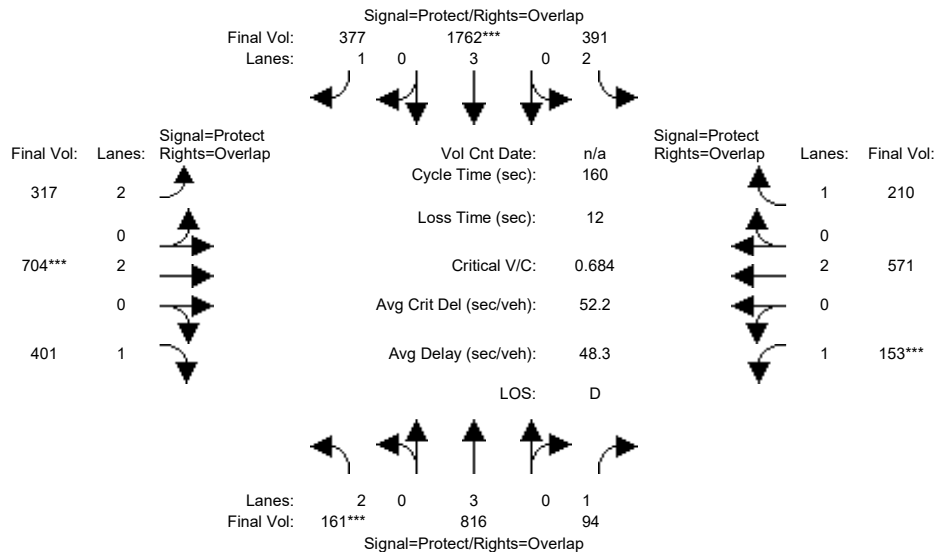 Signal=Protect/Rights=Overlap
Final Vol: 377 1762*** 391
Lanes: 1 0 3 0 2
Signal=Protect Signal=Protect
Final Vol: Lanes: Rights=Overlap Vol Cnt Date: n/a Rights=Overlap Lanes: Final Vol:
Cycle Time (sec): 160
317 2 1 210
Loss Time (sec): 12
0 0
704*** 2 Critical V/C: 0.684 2 571
0 Avg Crit Del (sec/veh): 52.2 0
401 1 Avg Delay (sec/veh): 48.3 1 153***
LOS: D
Lanes: 2 0 3 0 1
Final Vol: 161*** 816 94
Signal=Protect/Rights=Overlap